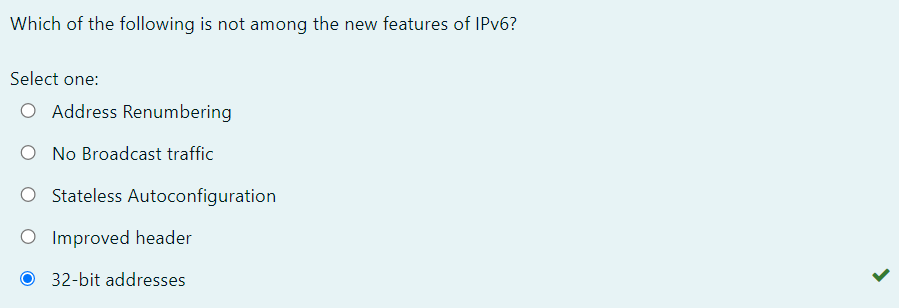 Which of the following is not among the new features of IPv6?
Select one:
Address Renumbering
No Broadcast traffic
Stateless Autoconfiguration
Improved header
32-bit addresses